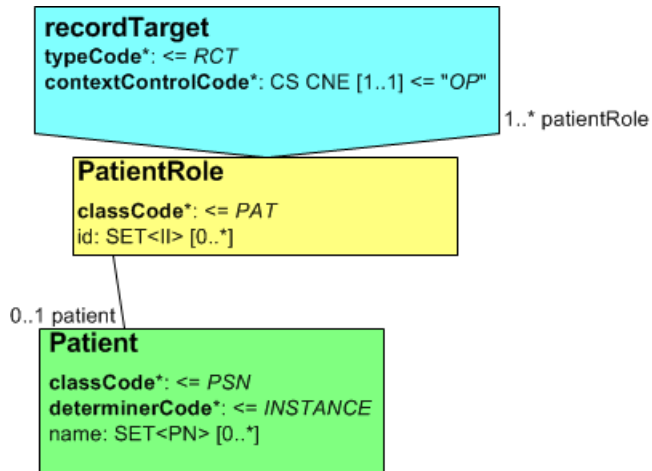 recordTarget
typeCode*: <= RCT
contextControlCode*: CS CNE [1..1] <= "OP"
1..* patientRole
PatientRole
classCode*: <= PAT
id: SET<II> [0..*]
0..1 patient
Patient
classCode*: <= PSN
determinerCode*: <= INSTANCE
name: SET<PN> [0..*]